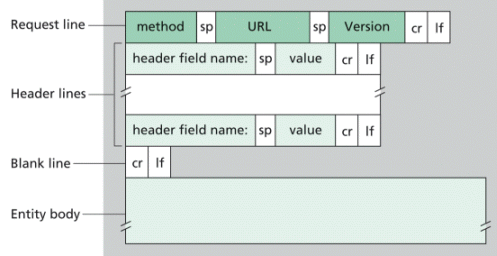 Request line method sp URL sp Version cr lf
header field name: sp value cr lf
Header lines
header field name: sp value cr lf
Blank line cr lf
Entity body